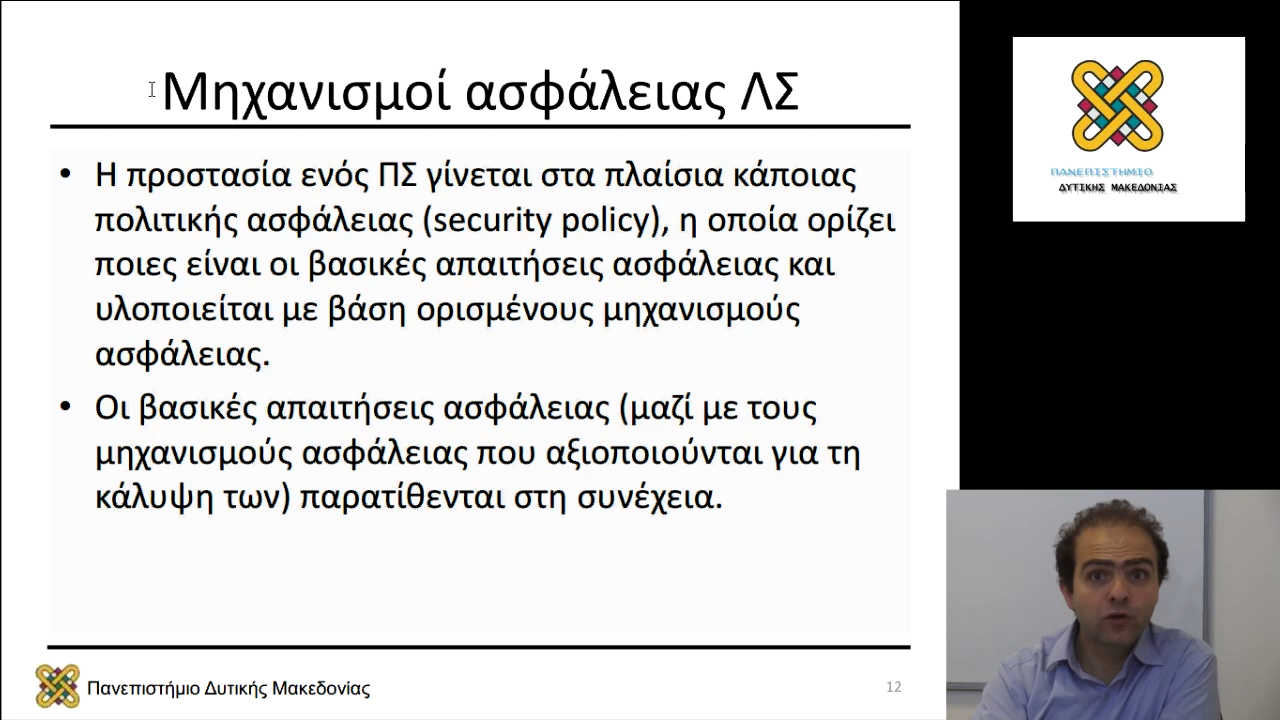 Μηχανισμοί ασφάλειας ΛΣ
• Η προστασία ενός ΠΣ γίνεται στα πλαίσια κάποιας
πολιτικής ασφάλειας (security policy), η οποία ορίζει
ποιες είναι οι βασικές απαιτήσεις ασφάλειας και
υλοποιείται με βάση ορισμένους μηχανισμούς
ασφάλειας.
• Οι βασικές απαιτήσεις ασφάλειας (μαζί με τους
μηχανισμούς ασφάλειας που αξιοποιούνται για τη
κάλυψη των) παρατίθενται στη συνέχεια.
Πανεπιστήμιο Δυτικής Μακεδονίας
12
ΠΑΝΕΠΙΣΤΗΜΙΟ
ΔΥΤΙΚΗΣ ΜΑΚΕΔΟΝΙΑΣ